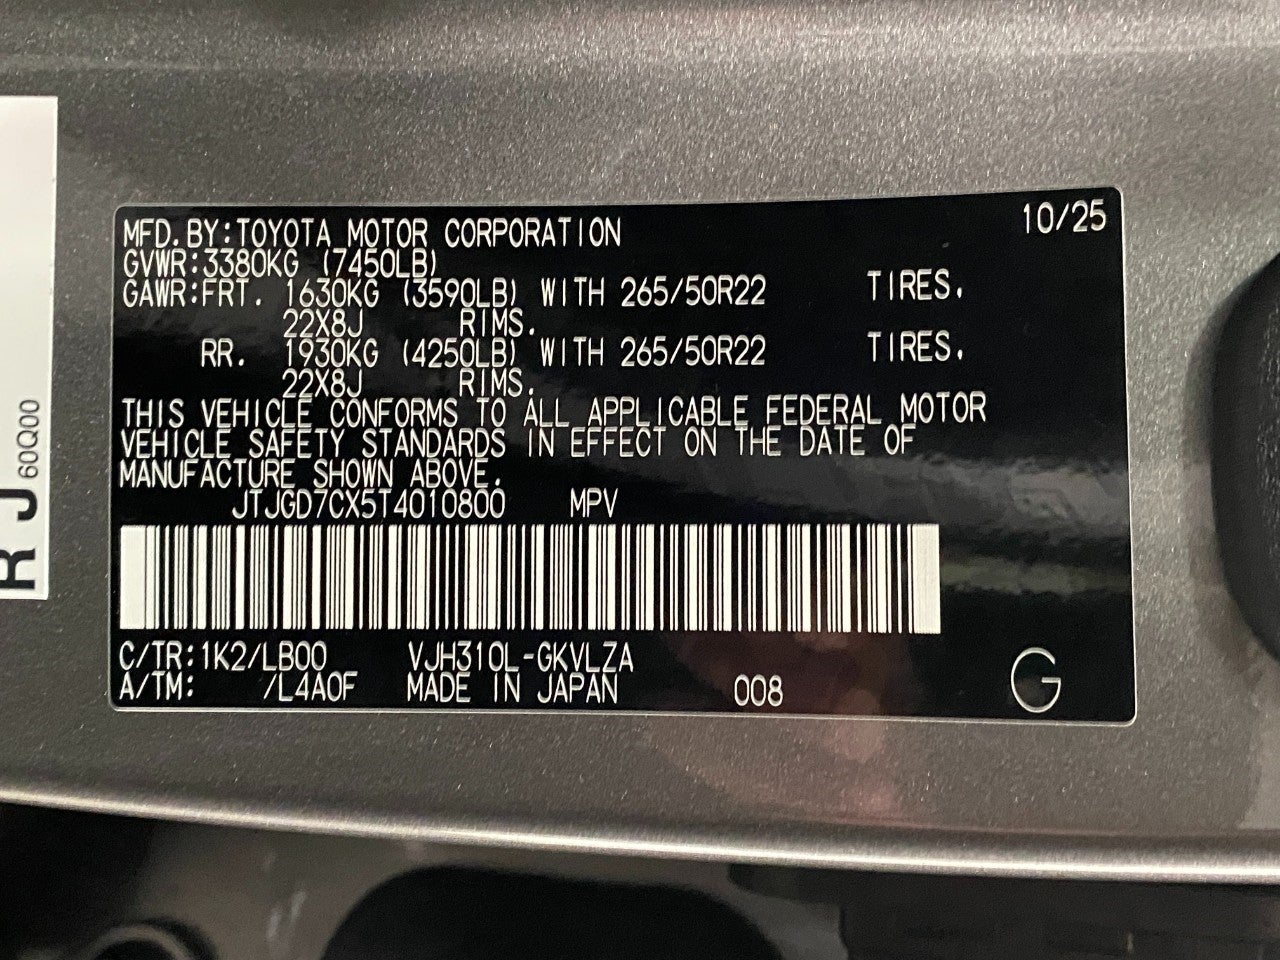 MFD.BY:TOYOTA MOTOR CORPORATION 10/25
GVWR:3380KG (7450LB)
GAWR:FRT. 1630KG (3590LB) WITH 265/50R22 TIRES.
22X8J RIMS.
RR. 1930KG (4250LB) WITH 265/50R22 TIRES.
22X8J RIMS.
THIS VEHICLE CONFORMS TO ALL APPLICABLE FEDERAL MOTOR
VEHICLE SAFETY STANDARDS IN EFFECT ON THE DATE OF
MANUFACTURE SHOWN ABOVE.
JTJGD7CX5T4010800 MPV
C/TR:1K2/LB00 VJH310L-GKVLZA
A/TM: /L4A0F MADE IN JAPAN 008 G
R J 60Q00